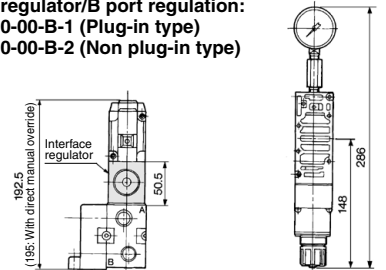 regulator/B port regulation:
0-00-B-1 (Plug-in type)
0-00-B-2 (Non plug-in type)
Interface
regulator
192.5
(195: With direct manual override)
50.5
A
B
286
148